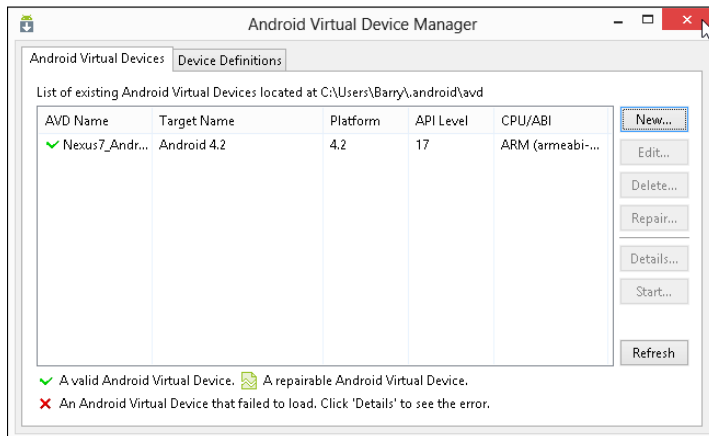 Android Virtual Device Manager
Android Virtual Devices
Device Definitions
List of existing Android Virtual Devices located at C:\Users\Barry\.android\avd
AVD Name Target Name Platform API Level CPU/ABI
Nexus7_Andr... Android 4.2 4.2 17 ARM (armeabi-...
New...
Edit...
Delete...
Repair...
Details...
Start...
Refresh
A valid Android Virtual Device. A repairable Android Virtual Device.
An Android Virtual Device that failed to load. Click 'Details' to see the error.